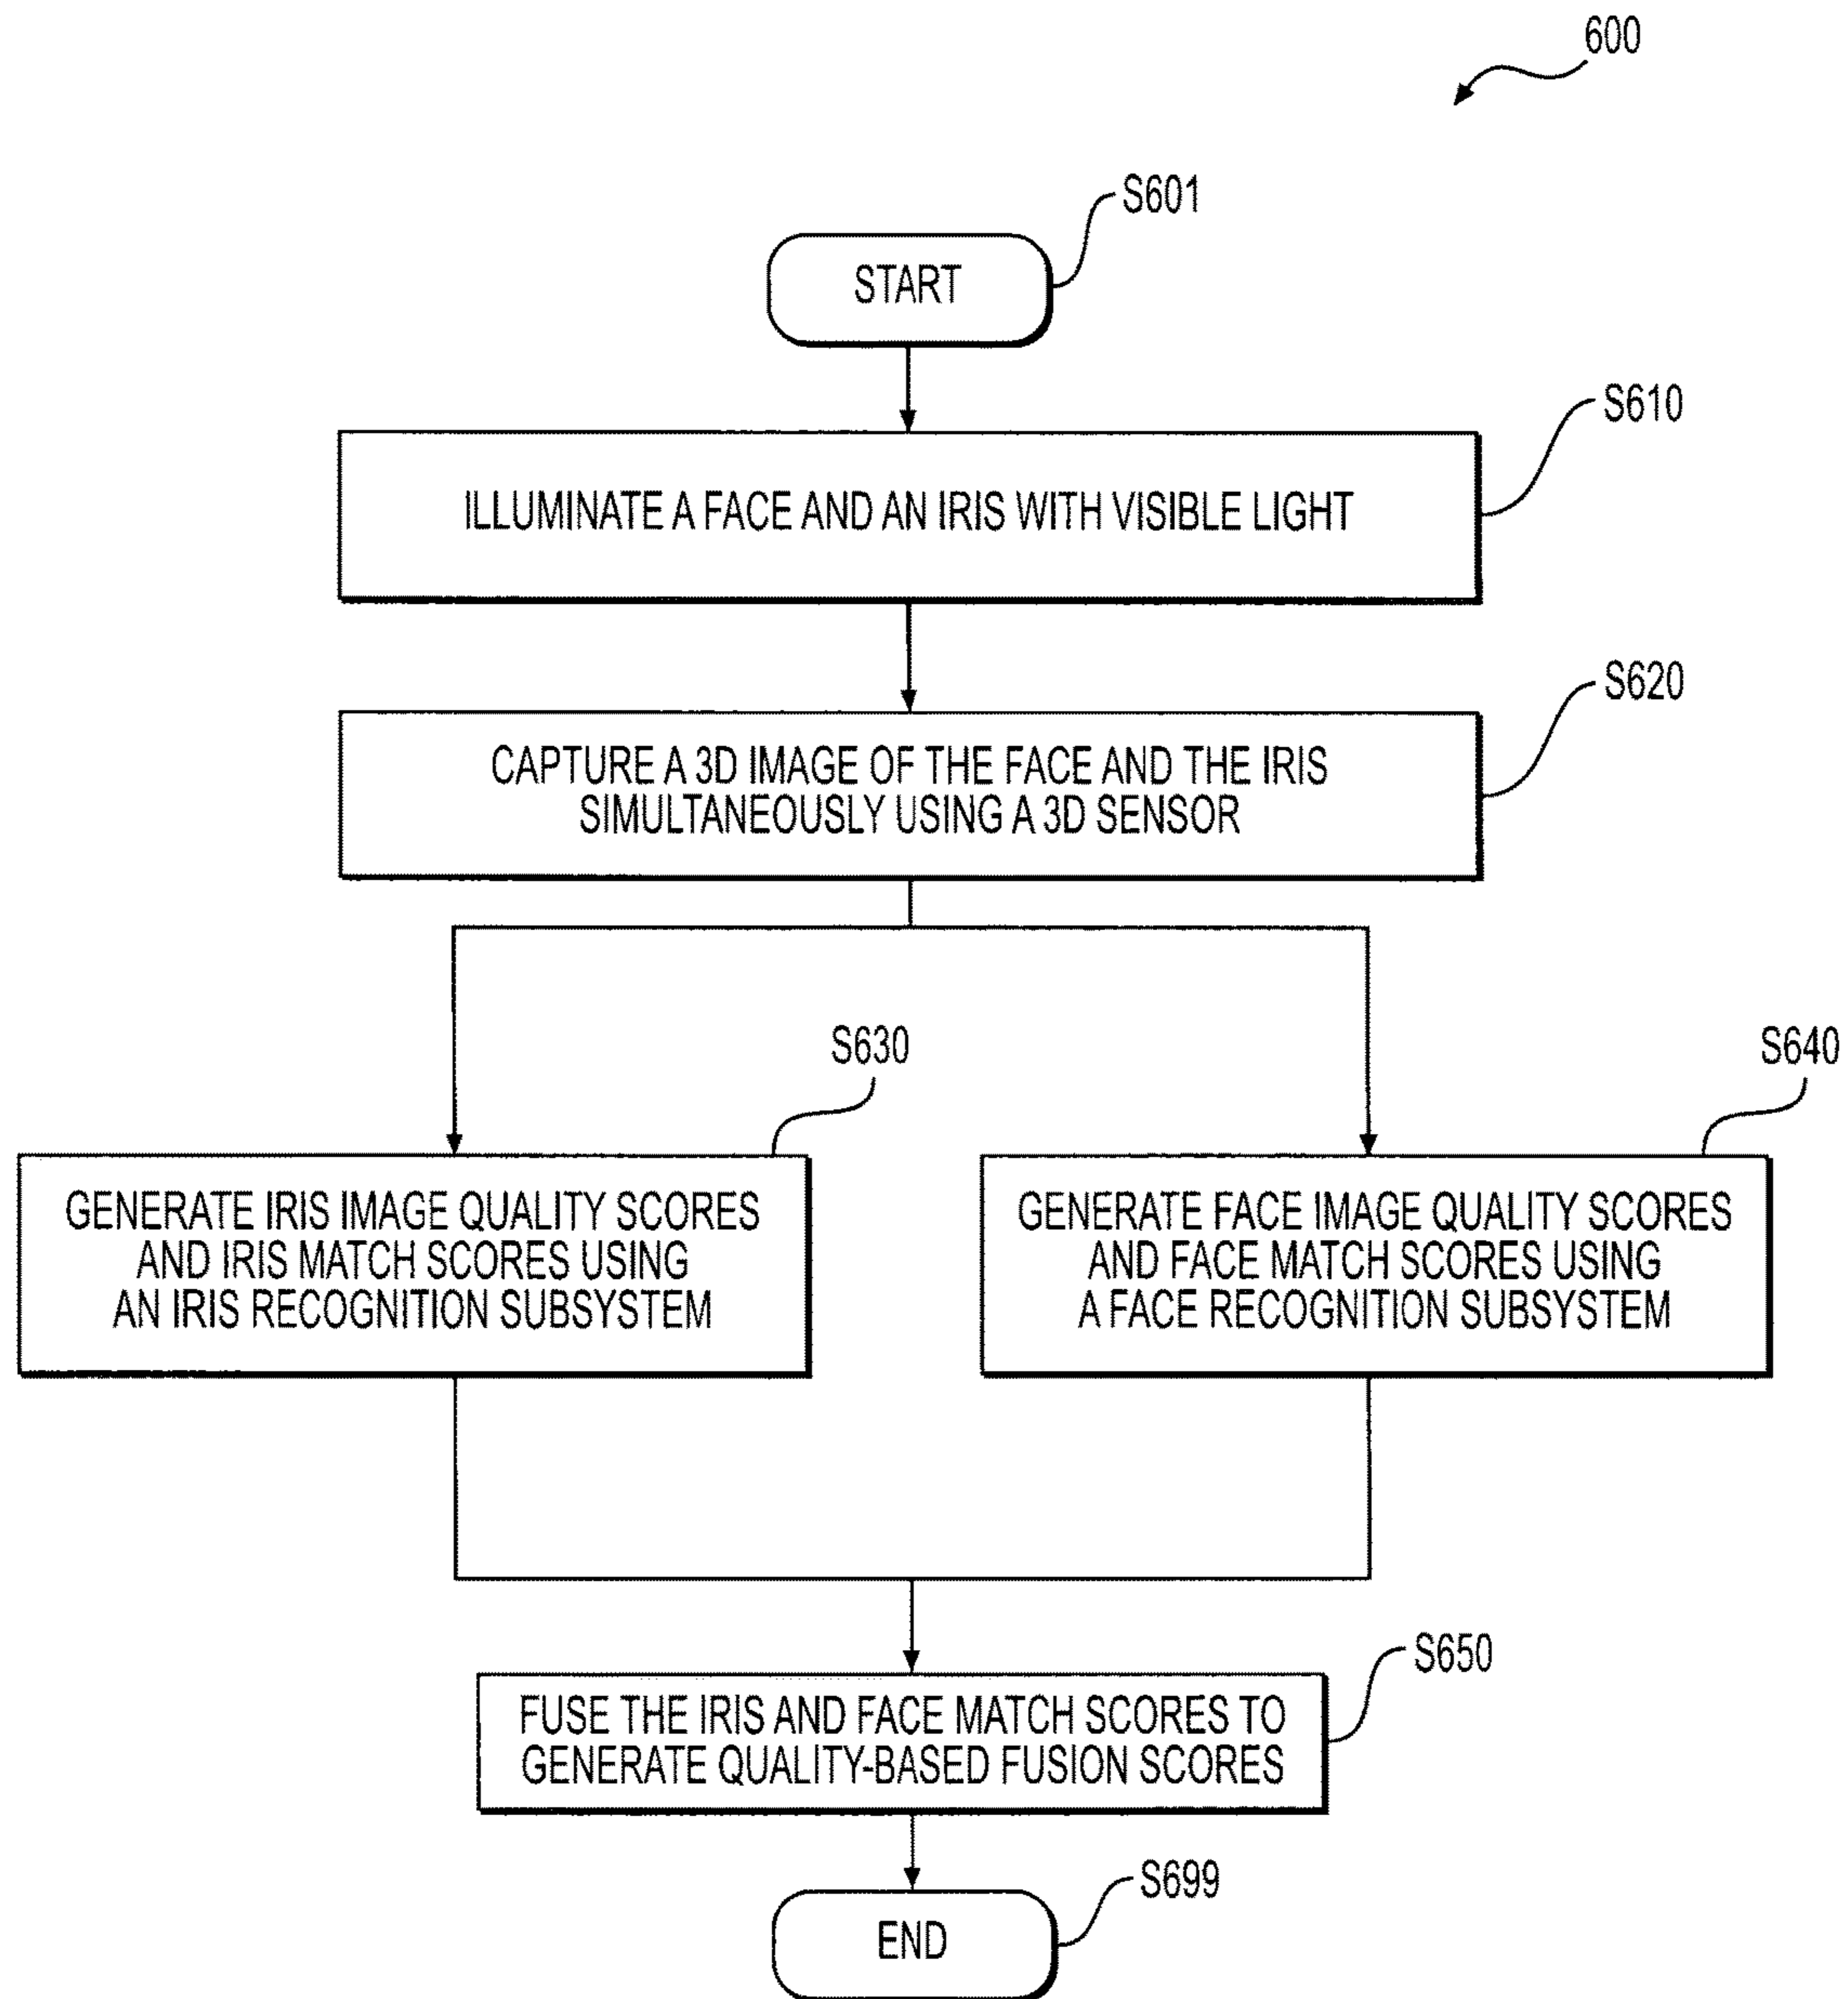 600
S601
START
S610
ILLUMINATE A FACE AND AN IRIS WITH VISIBLE LIGHT
S620
CAPTURE A 3D IMAGE OF THE FACE AND THE IRIS
SIMULTANEOUSLY USING A 3D SENSOR
S630
GENERATE IRIS IMAGE QUALITY SCORES
AND IRIS MATCH SCORES USING
AN IRIS RECOGNITION SUBSYSTEM
S640
GENERATE FACE IMAGE QUALITY SCORES
AND FACE MATCH SCORES USING
A FACE RECOGNITION SUBSYSTEM
S650
FUSE THE IRIS AND FACE MATCH SCORES TO
GENERATE QUALITY-BASED FUSION SCORES
S699
END